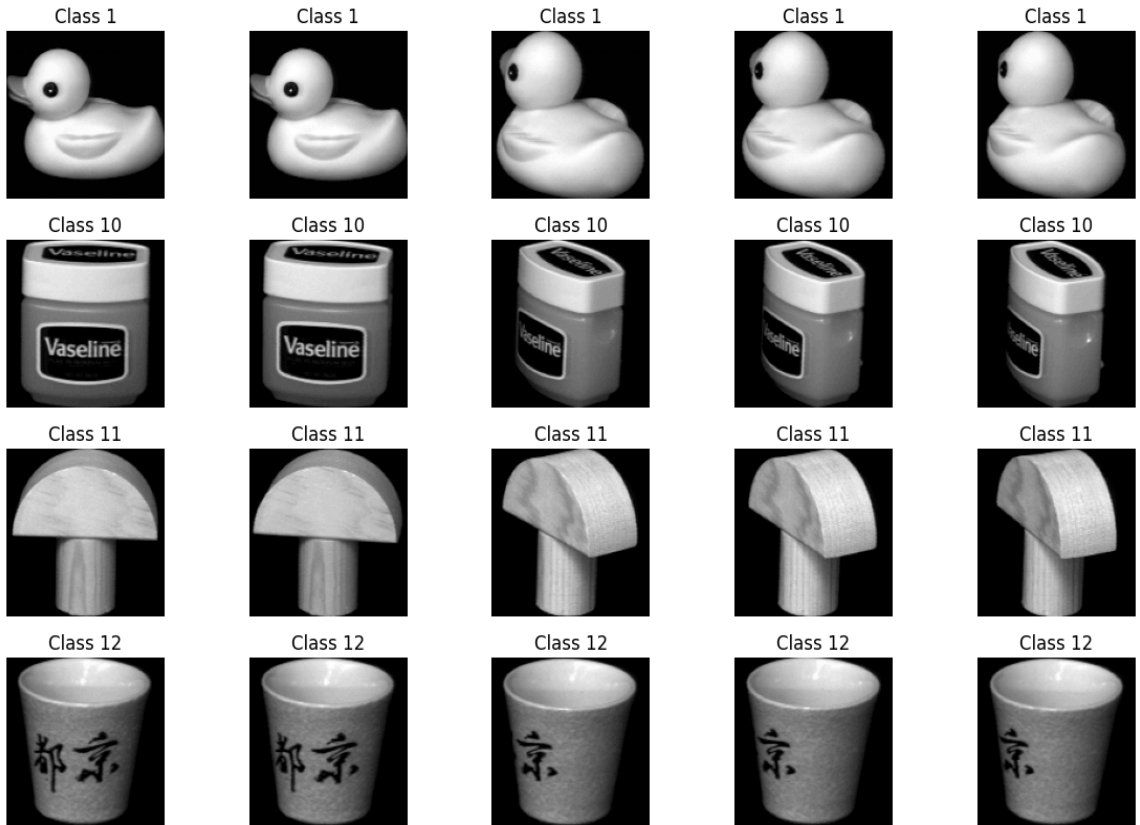 Class 1 Class 1 Class 1 Class 1 Class 1
Class 10 Class 10 Class 10 Class 10 Class 10
Vaseline Vaseline Vaseline Vaseline Vaseline
Vaseline Vaseline Vaseline Vaseline Vaseline
Class 11 Class 11 Class 11 Class 11 Class 11
Class 12 Class 12 Class 12 Class 12 Class 12
都京 都京 京 京 京